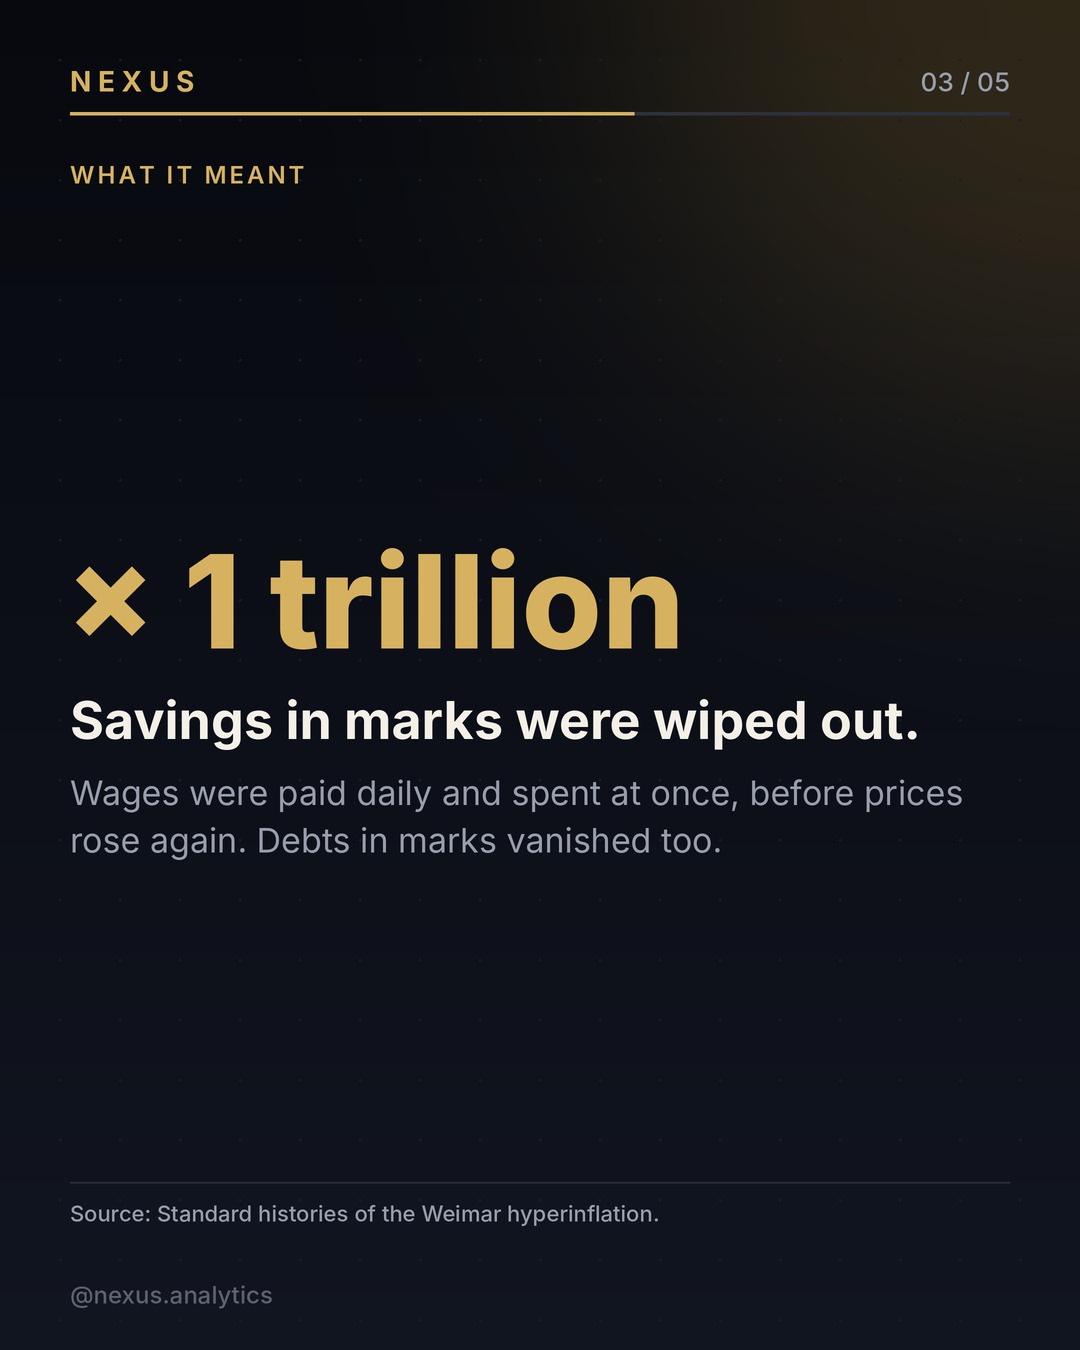 NEXUS
03 / 05
WHAT IT MEANT
× 1 trillion
Savings in marks were wiped out.
Wages were paid daily and spent at once, before prices
rose again. Debts in marks vanished too.
Source: Standard histories of the Weimar hyperinflation.
@nexus.analytics